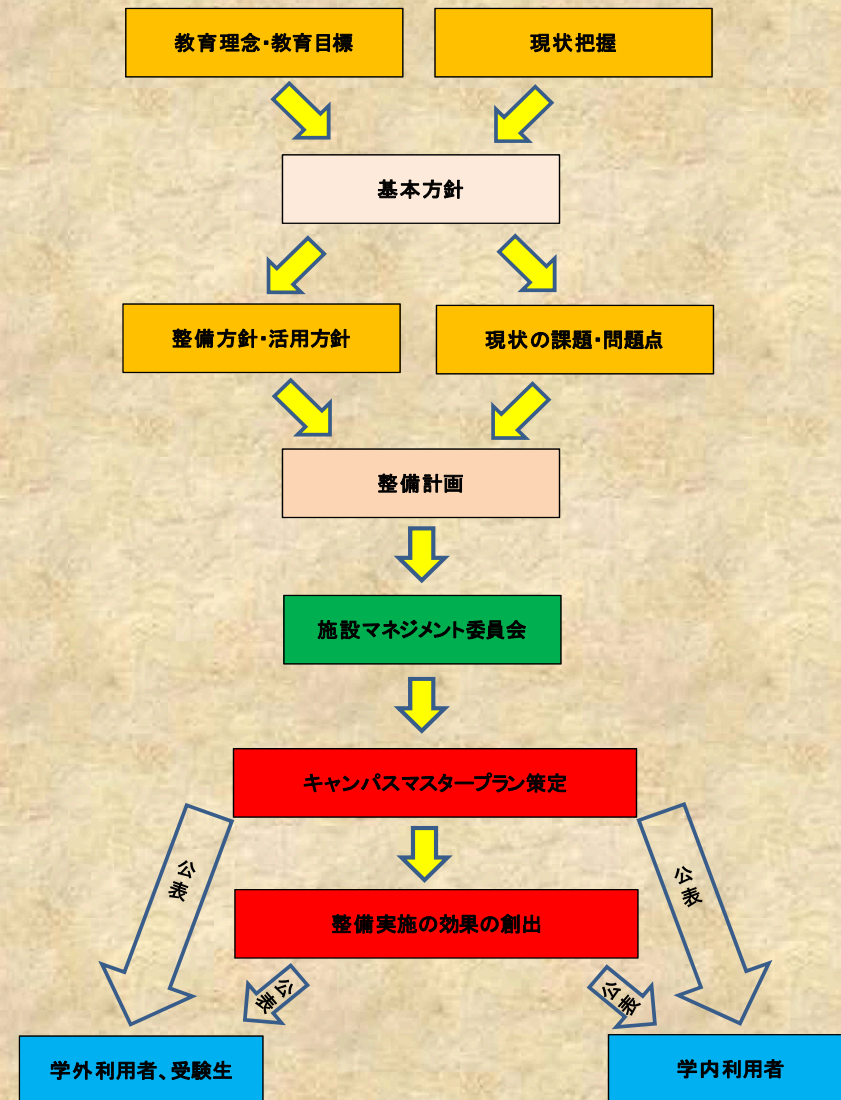 教育理念・教育目標
現状把握
基本方針
整備方針・活用方針
現状の課題・問題点
整備計画
施設マネジメント委員会
キャンパスマスタープラン策定
公表
公表
整備実施の効果の創出
公表
公表
学外利用者、受験生
学内利用者